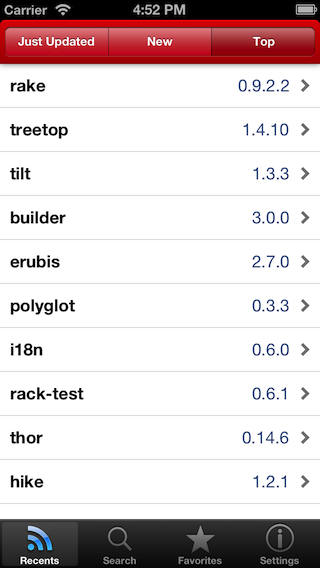 Carrier 4:52 PM
Just Updated New Top
rake 0.9.2.2
treetop 1.4.10
tilt 1.3.3
builder 3.0.0
erubis 2.7.0
polyglot 0.3.3
i18n 0.6.0
rack-test 0.6.1
thor 0.14.6
hike 1.2.1
Recents Search Favorites Settings